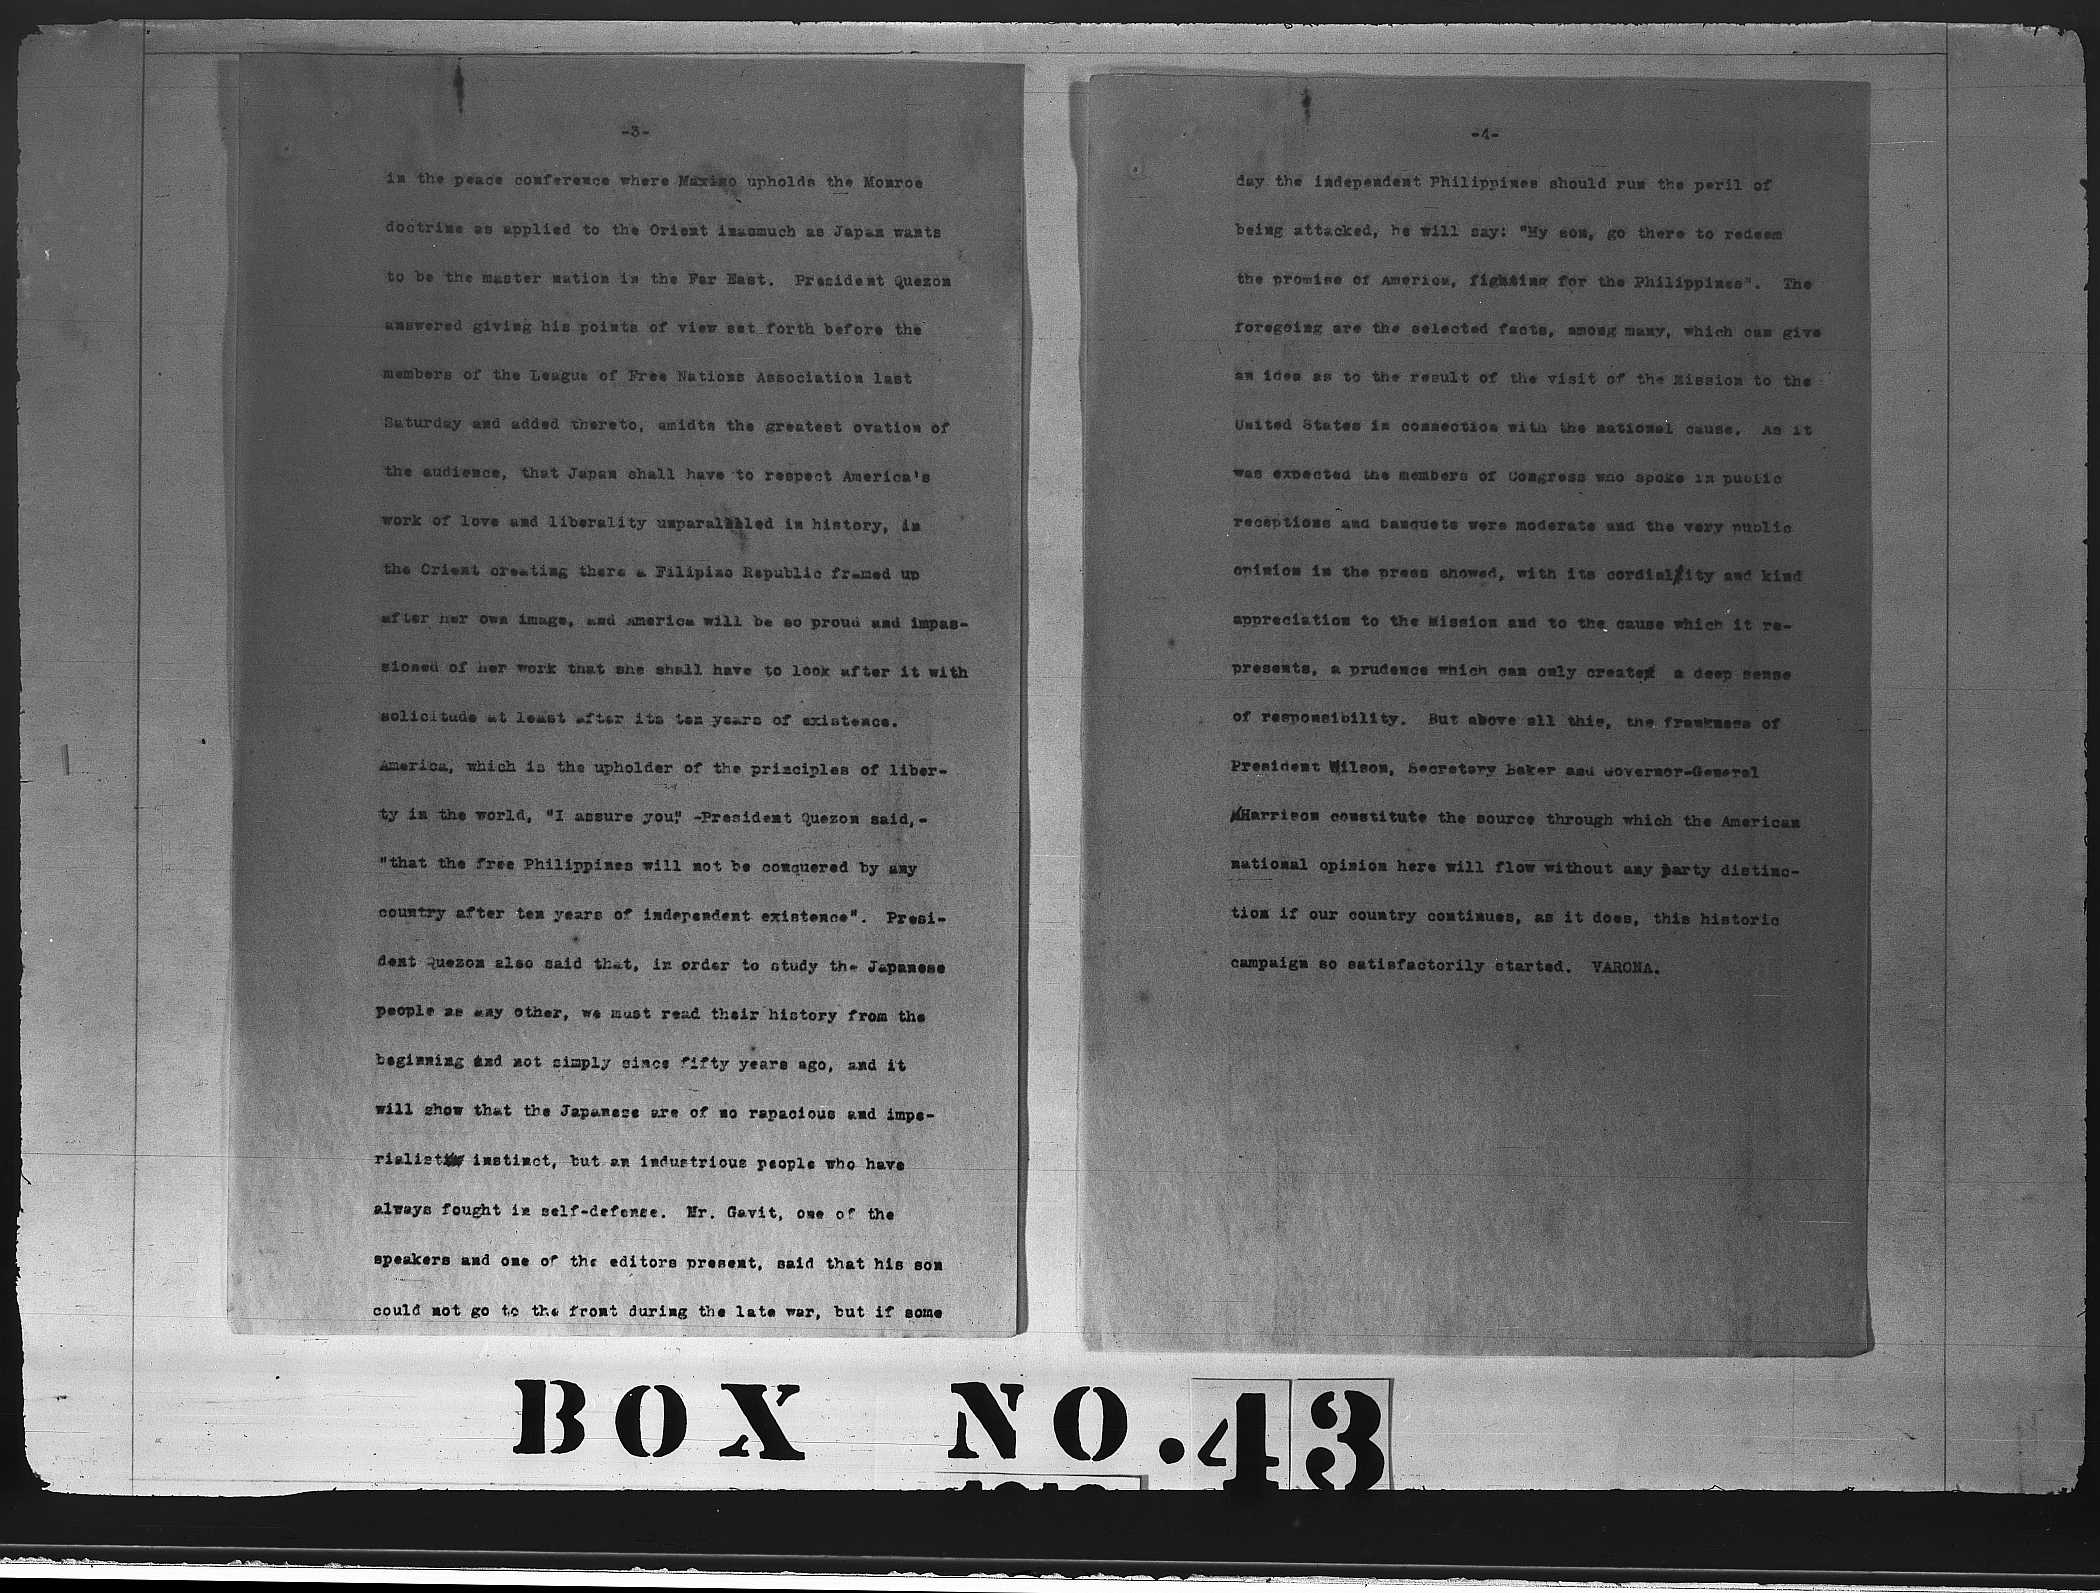 -3-
in the peace conference where Maximo upholds the Monroe
doctrine as applied to the Orient inasmuch as Japan wants
to be the master nation in the Far East. President Quezon
answered giving his points of view set forth before the
members of the League of Free Nations Association last
Saturday and added thereto, amidts the greatest ovation of
the audience, that Japan shall have to respect America's
work of love and liberality unparalleled in history, in
the Orient creating there a Filipino Republic framed up
after her own image, and America will be so proud and impas-
sioned of her work that she shall have to look after it with
solicitude at least after its ten years of existence.
America, which is the upholder of the principles of liber-
ty in the world, "I assure you," -President Quezon said,-
"that the free Philippines will not be conquered by any
country after ten years of independent existence". Presi-
dent Quezon also said that, in order to study the Japanese
people as any other, we must read their history from the
beginning and not simply since fifty years ago, and it
will show that the Japanese are of no rapacious and impe-
rialist instinct, but an industrious people who have
always fought in self-defense. Mr. Gavit, one of the
speakers and one of the editors present, said that his son
could not go to the front during the late war, but if some
-4-
day the independent Philippines should run the peril of
being attacked, he will say: "My son, go there to redeem
the promise of America, fighting for the Philippines". The
foregoing are the selected facts, among many, which can give
an idea as to the result of the visit of the Mission to the
United States in connection with the national cause. As it
was expected the members of Congress who spoke in public
receptions and banquets were moderate and the very public
opinion in the press showed, with its cordiality and kind
appreciation to the Mission and to the cause which it re-
presents, a prudence which can only create a deep sense
of responsibility. But above all this, the frankness of
President Wilson, Secretary Baker and Governor-General
Harrison constitute the source through which the American
national opinion here will flow without any party distinc-
tion if our country continues, as it does, this historic
campaign so satisfactorily started. VARONA.
BOX NO. 43